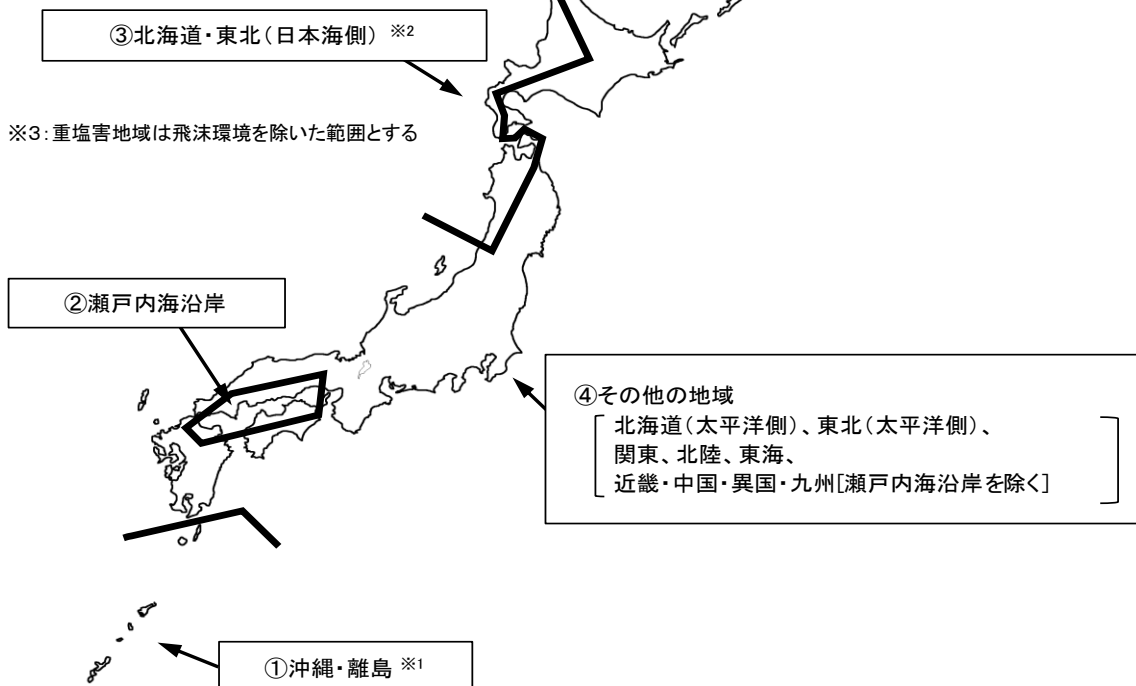 ③北海道・東北(日本海側) ※2
※3:重塩害地域は飛沫環境を除いた範囲とする
②瀬戸内海沿岸
④その他の地域
北海道(太平洋側)、東北(太平洋側)、
関東、北陸、東海、
近畿・中国・異国・九州[瀬戸内海沿岸を除く]
①沖縄・離島 ※1